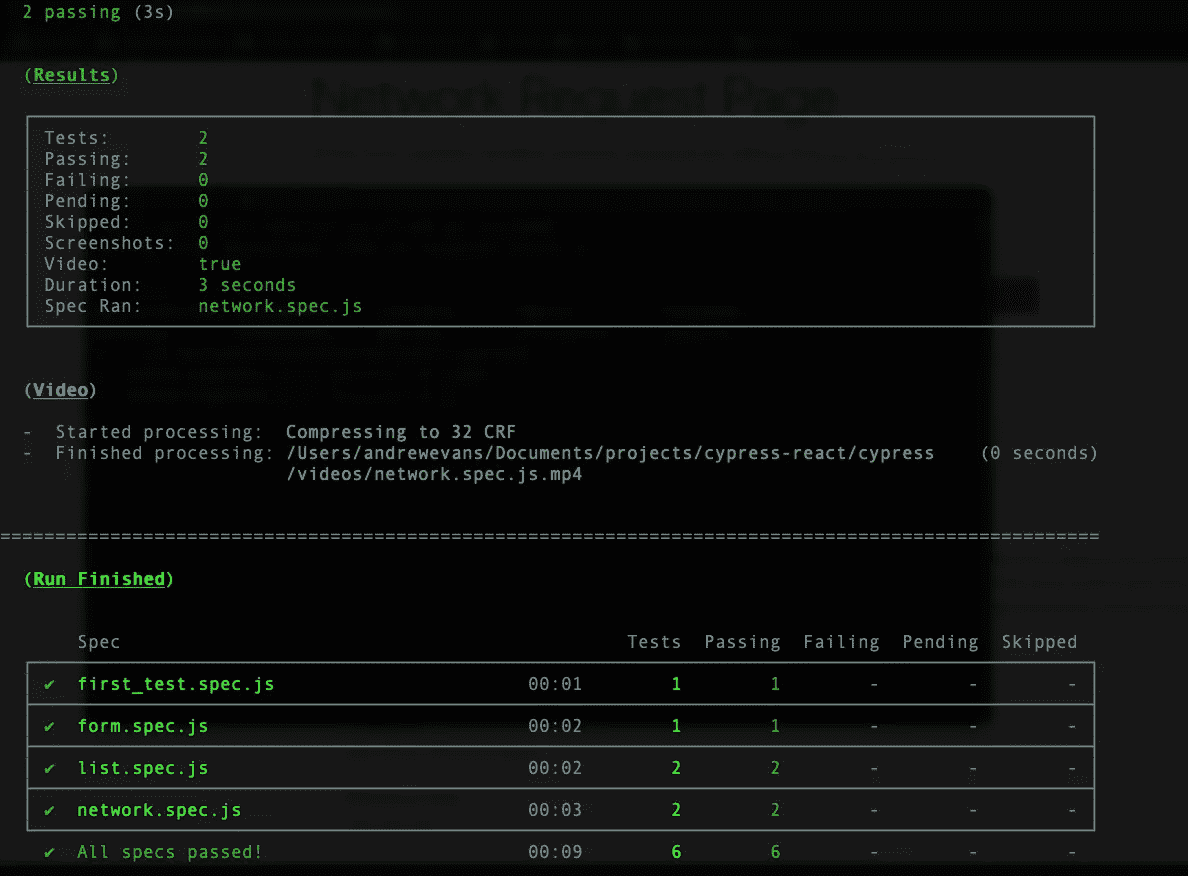 2 passing (3s)
(Results)
Tests: 2
Passing: 2
Failing: 0
Pending: 0
Skipped: 0
Screenshots: 0
Video: true
Duration: 3 seconds
Spec Ran: network.spec.js
Network Request Page
(Video)
- Started processing: Compressing to 32 CRF
- Finished processing: /Users/andrewevans/Documents/projects/cypress-react/cypress (0 seconds)
/videos/network.spec.js.mp4
====================================================================================================
(Run Finished)
Spec Tests Passing Failing Pending Skipped
✔ first_test.spec.js 00:01 1 1 - - -
✔ form.spec.js 00:02 1 1 - - -
✔ list.spec.js 00:02 2 2 - - -
✔ network.spec.js 00:03 2 2 - - -
✔ All specs passed! 00:09 6 6 - - -